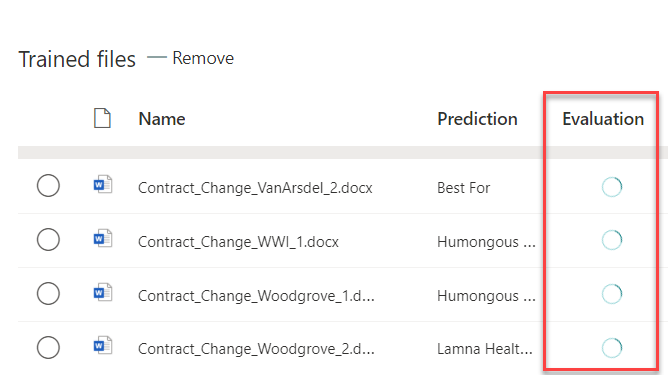 Trained files — Remove
Name Prediction Evaluation
Contract_Change_VanArsdel_2.docx Best For
Contract_Change_WWI_1.docx Humongous ...
Contract_Change_Woodgrove_1.d... Humongous ...
Contract_Change_Woodgrove_2.d... Lamna Healt...